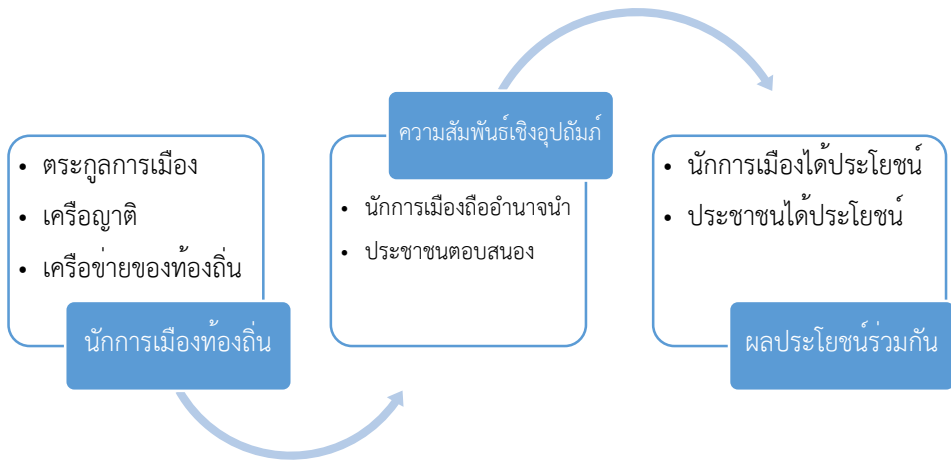 • ตระกูลการเมือง
• เครือญาติ
• เครือข่ายของท้องถิ่น
นักการเมืองท้องถิ่น
ความสัมพันธ์เชิงอุปถัมภ์
• นักการเมืองถืออำนาจนำ
• ประชาชนตอบสนอง
• นักการเมืองได้ประโยชน์
• ประชาชนได้ประโยชน์
ผลประโยชน์ร่วมกัน